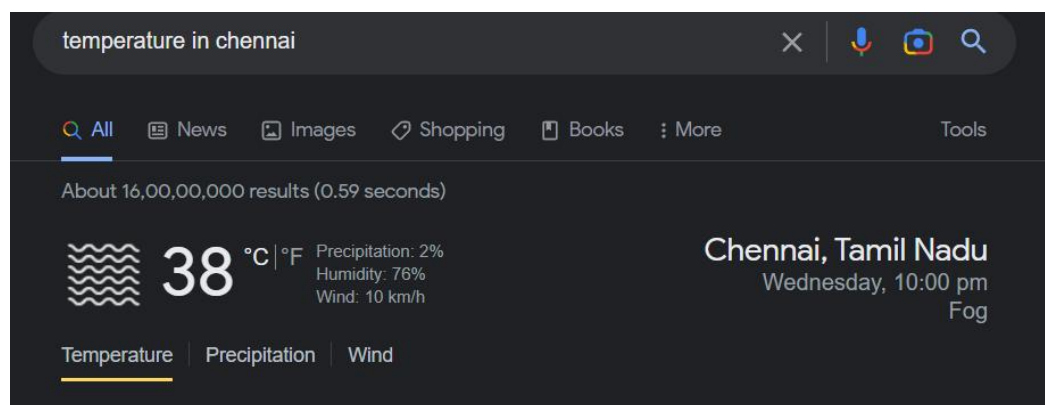 temperature in chennai
All News Images Shopping Books More Tools
About 16,00,00,000 results (0.59 seconds)
38 °C | °F
Precipitation: 2%
Humidity: 76%
Wind: 10 km/h
Chennai, Tamil Nadu
Wednesday, 10:00 pm
Fog
Temperature Precipitation Wind